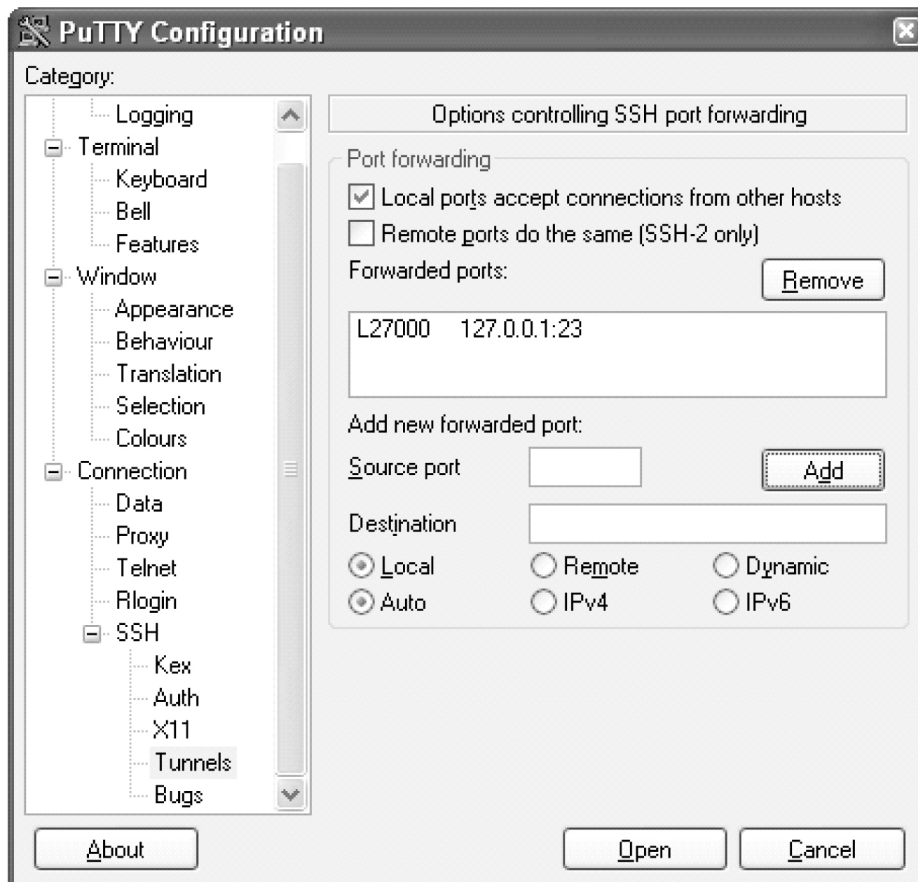 PuTTY Configuration
Category:
Logging
Terminal
Keyboard
Bell
Features
Window
Appearance
Behaviour
Translation
Selection
Colours
Connection
Data
Proxy
Telnet
Rlogin
SSH
Kex
Auth
X11
Tunnels
Bugs
Options controlling SSH port forwarding
Port forwarding
Local ports accept connections from other hosts
Remote ports do the same (SSH-2 only)
Forwarded ports:
Remove
L27000 127.0.0.1:23
Add new forwarded port:
Source port
Add
Destination
Local Remote Dynamic
Auto IPv4 IPv6
About Open Cancel